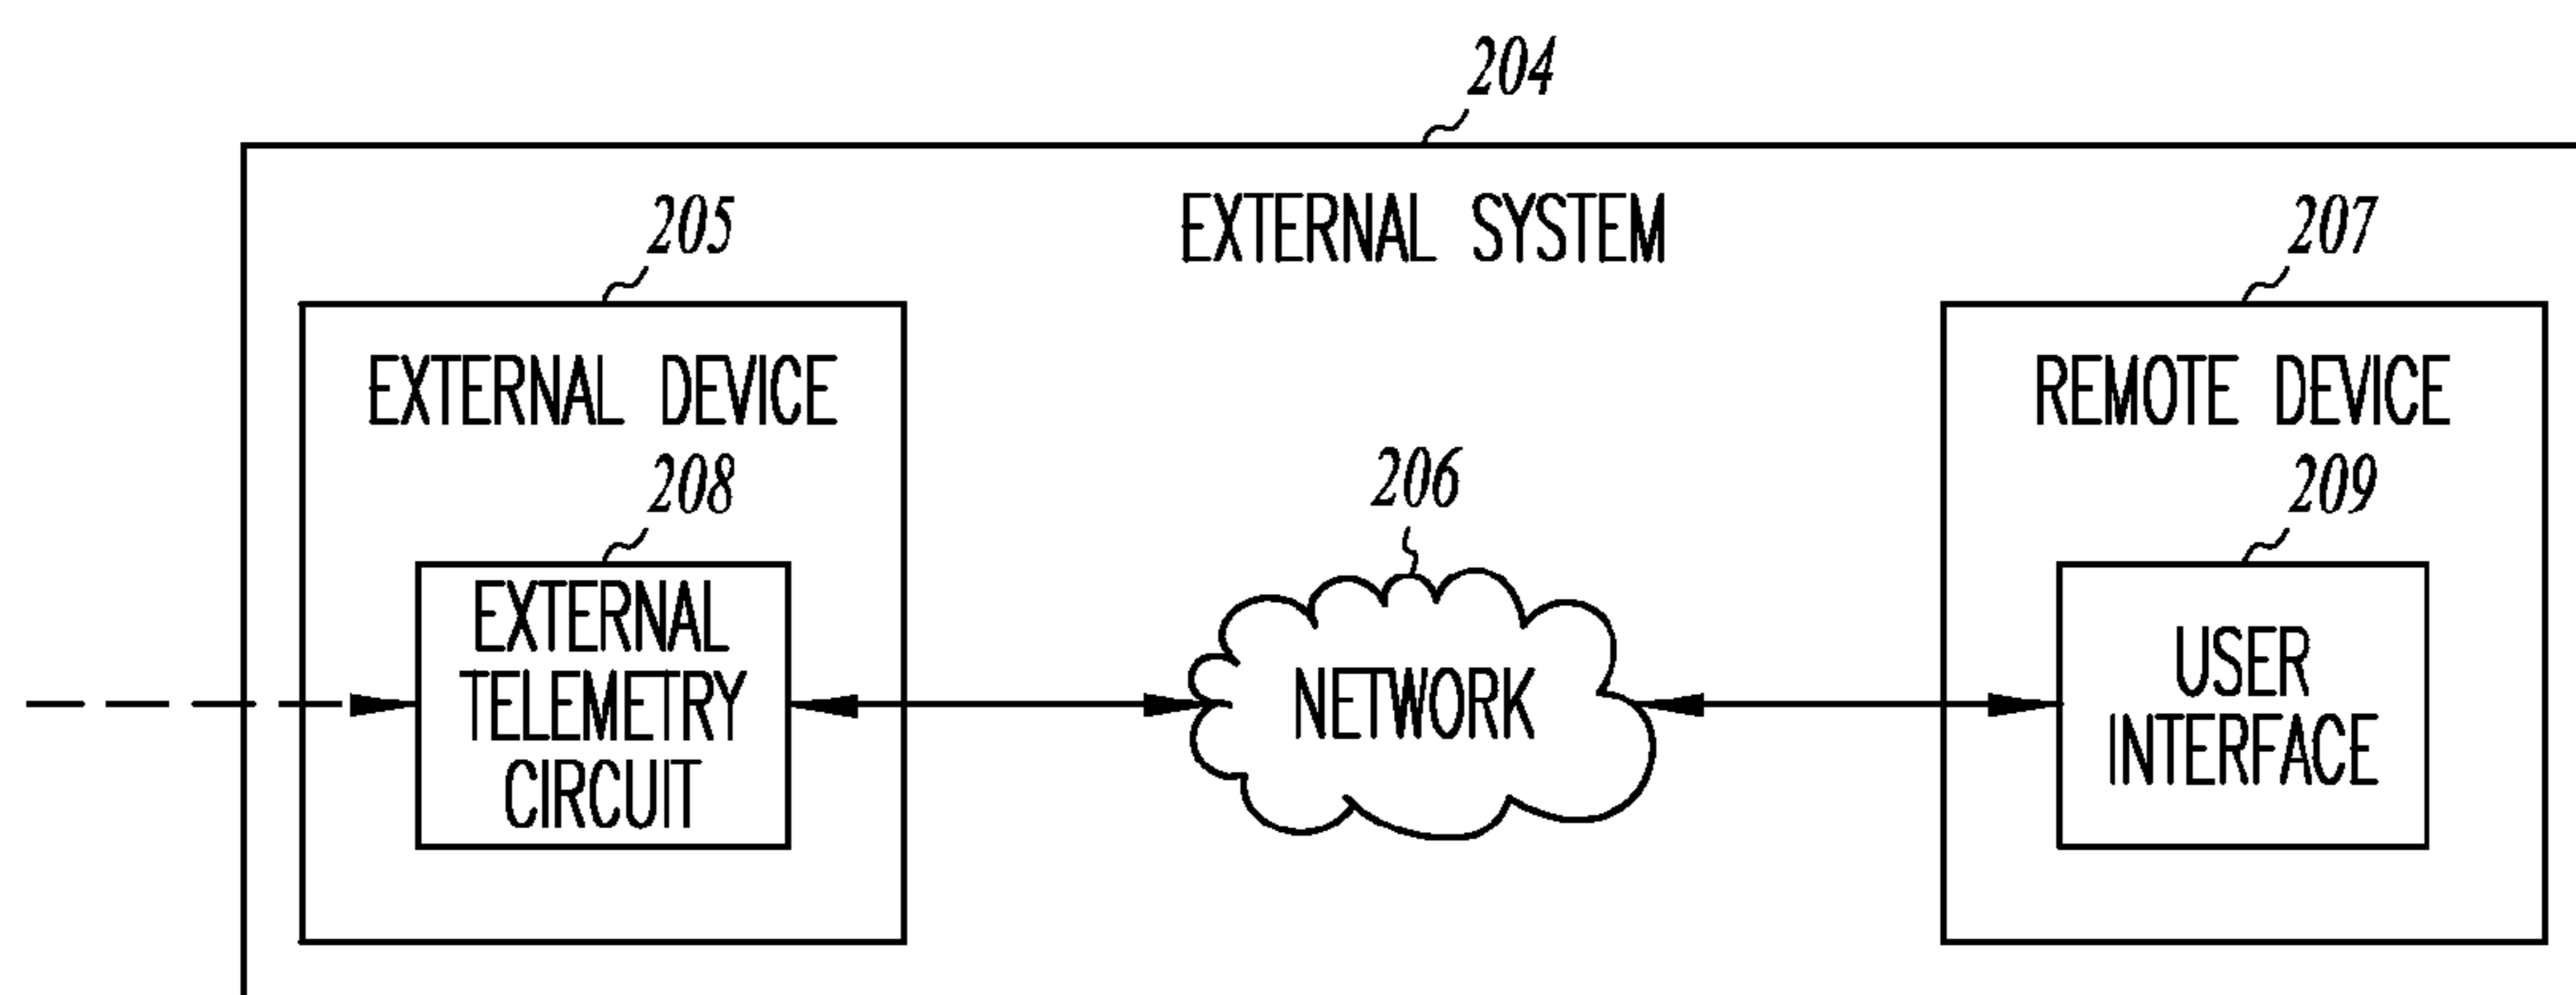 204
EXTERNAL SYSTEM
205
207
EXTERNAL DEVICE
REMOTE DEVICE
208
206
209
EXTERNAL
TELEMETRY
CIRCUIT
NETWORK
USER
INTERFACE